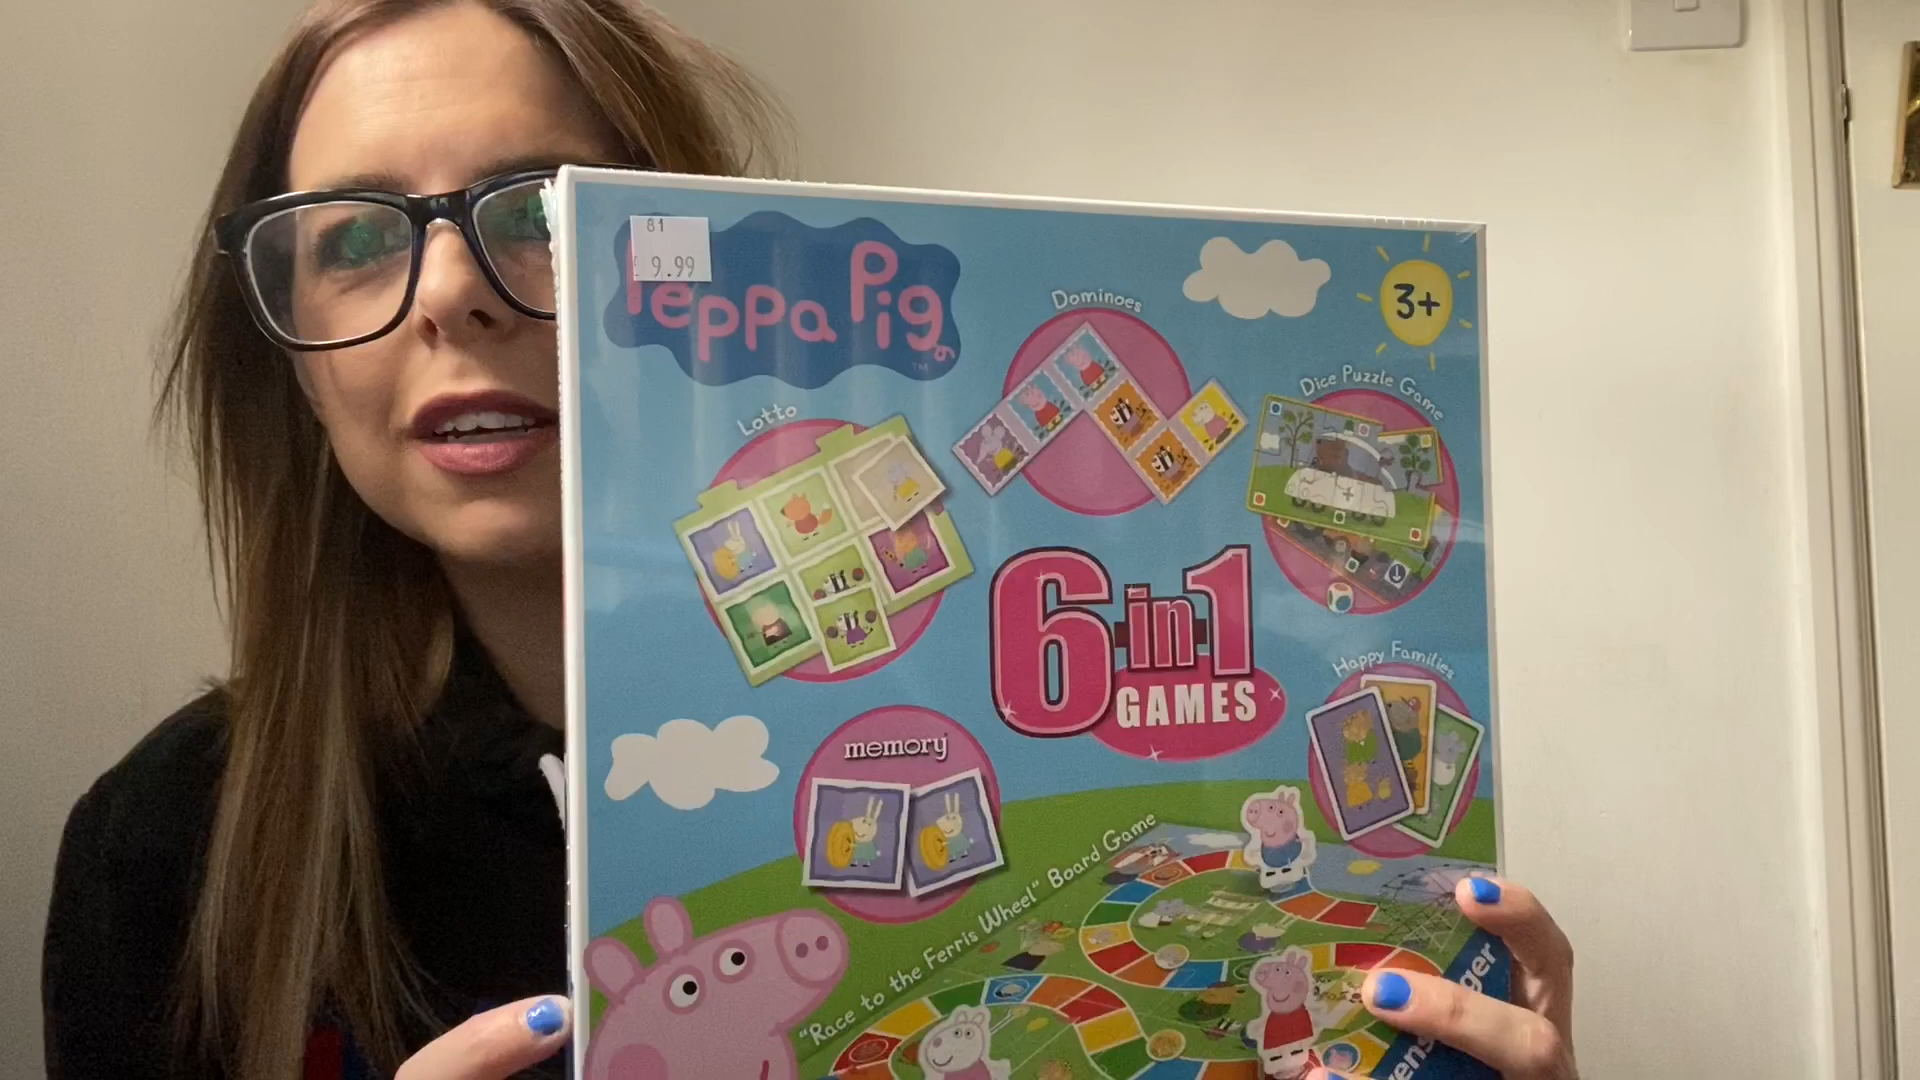 81
£9.99
Peppa Pig
TM
Dominoes
3+
Dice Puzzle Game
Lotto
6 in 1
GAMES
Happy Families
memory
"Race to the Ferris Wheel" Board Game